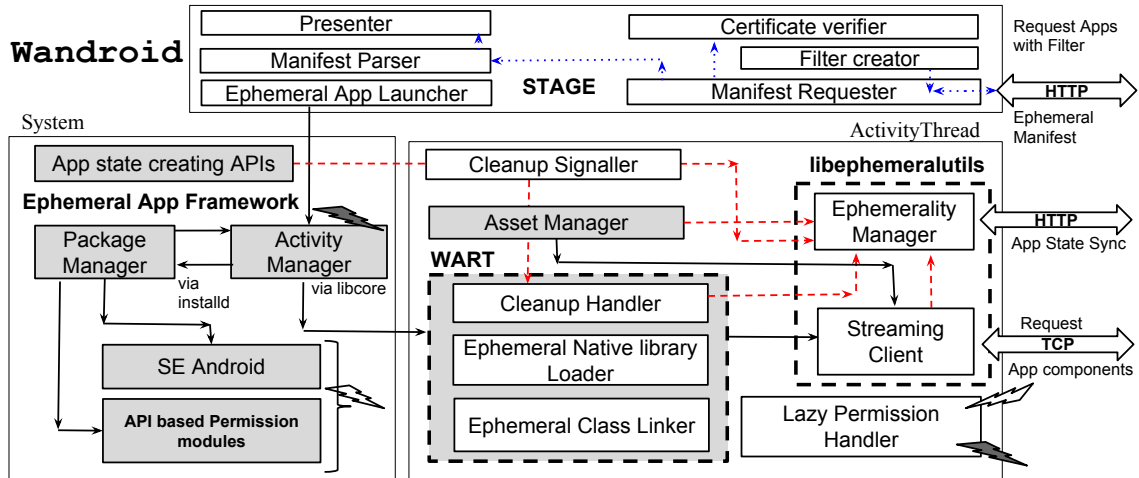 Wandroid
Presenter
Manifest Parser
Ephemeral App Launcher
STAGE
Certificate verifier
Filter creator
Manifest Requester
Request Apps
with Filter
HTTP
Ephemeral
Manifest
System
App state creating APIs
Ephemeral App Framework
Package
Manager
Activity
Manager
via
installd
via libcore
SE Android
API based Permission
modules
ActivityThread
Cleanup Signaller
Asset Manager
WART
Cleanup Handler
Ephemeral Native library
Loader
Ephemeral Class Linker
libephemeralutils
Ephemerality
Manager
Streaming
Client
Lazy Permission
Handler
HTTP
App State Sync
Request
TCP
App components